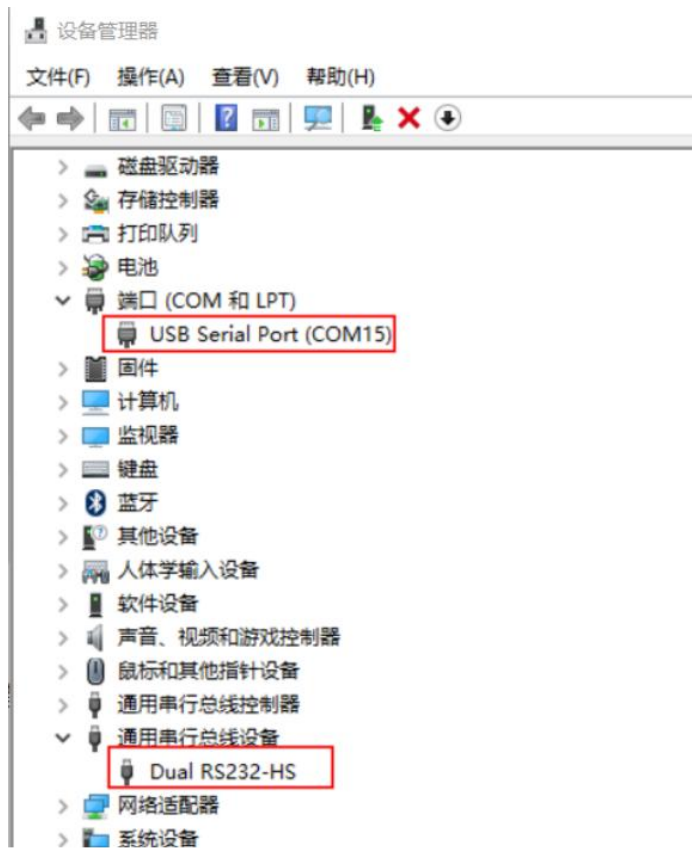 设备管理器
文件(F) 操作(A) 查看(V) 帮助(H)
磁盘驱动器
存储控制器
打印队列
电池
端口 (COM 和 LPT)
USB Serial Port (COM15)
固件
计算机
监视器
键盘
蓝牙
其他设备
人体学输入设备
软件设备
声音、视频和游戏控制器
鼠标和其他指针设备
通用串行总线控制器
通用串行总线设备
Dual RS232-HS
网络适配器
系统设备